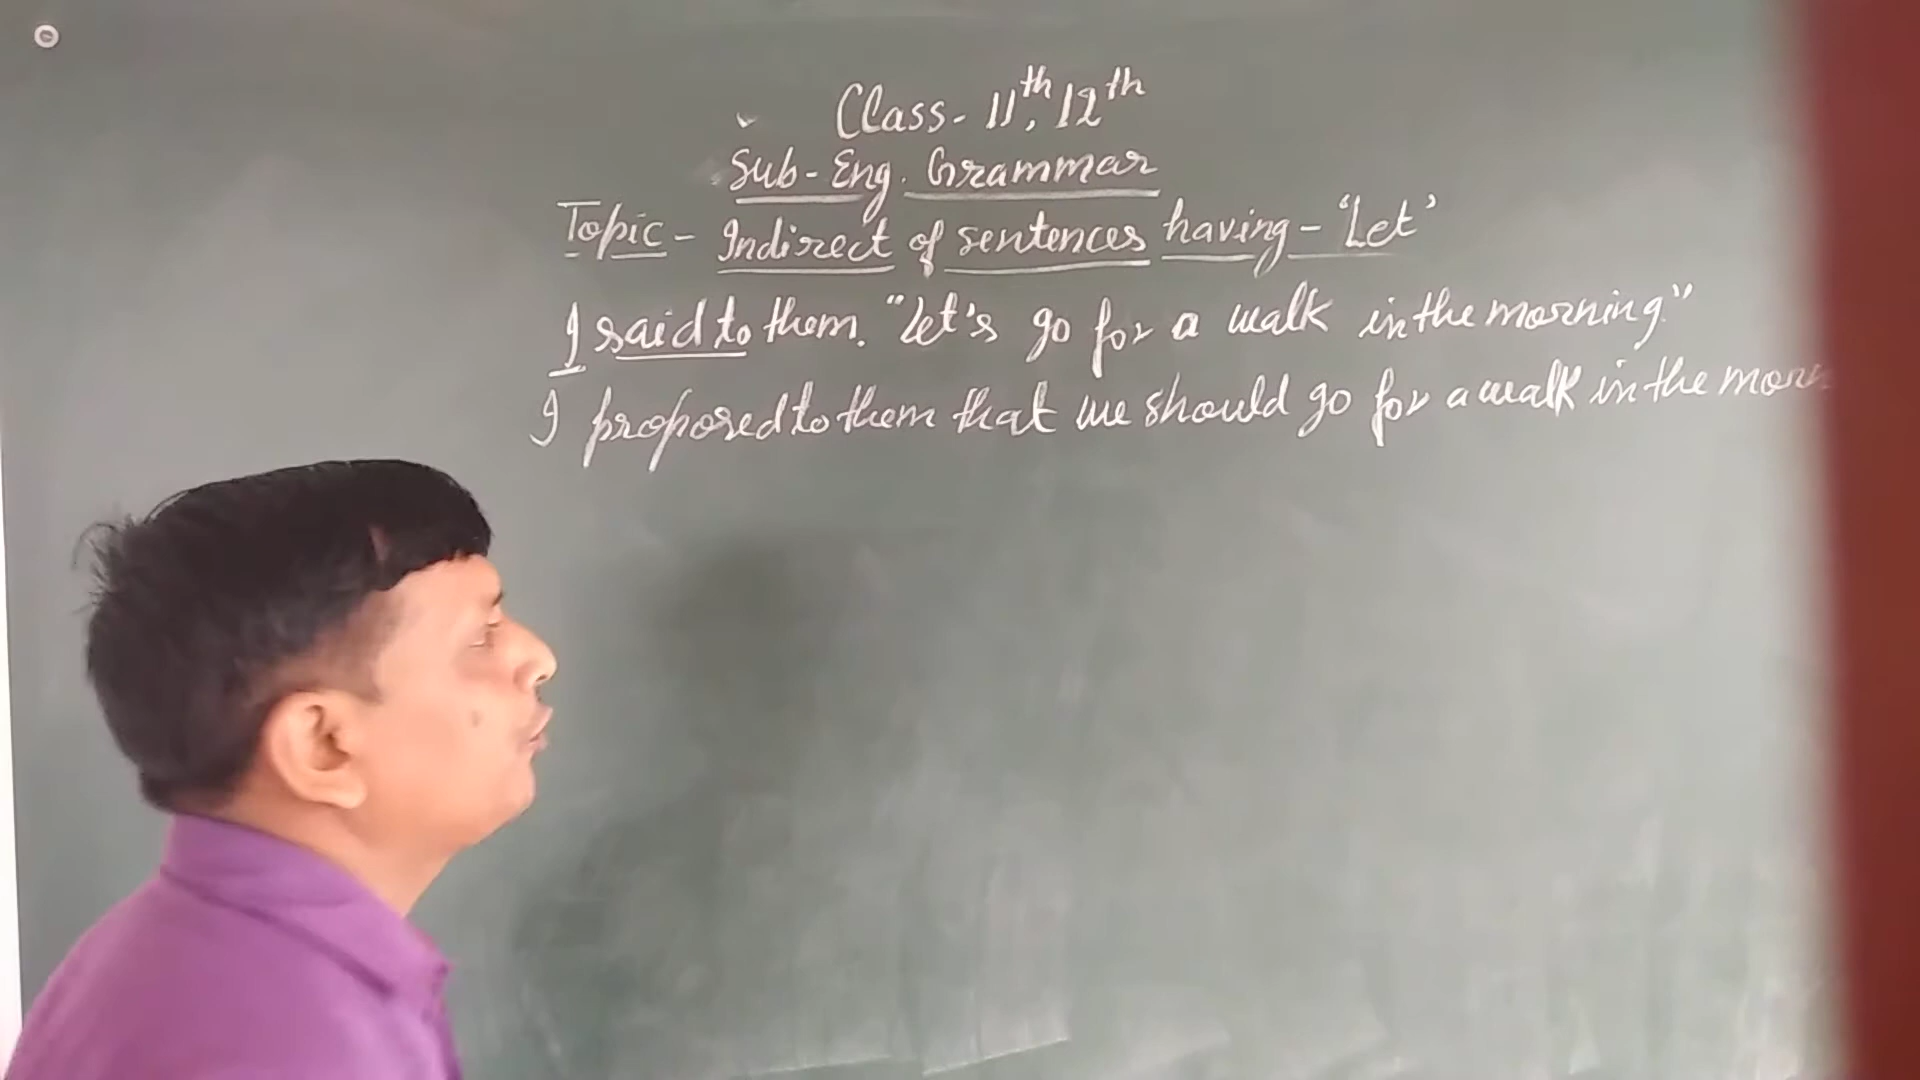 Class- 11th, 12th
Sub- Eng. Grammar
Topic - Indirect of sentences having - 'Let'
I said to them. "Let's go for a walk in the morning."
I proposed to them that we should go for a walk in the morn